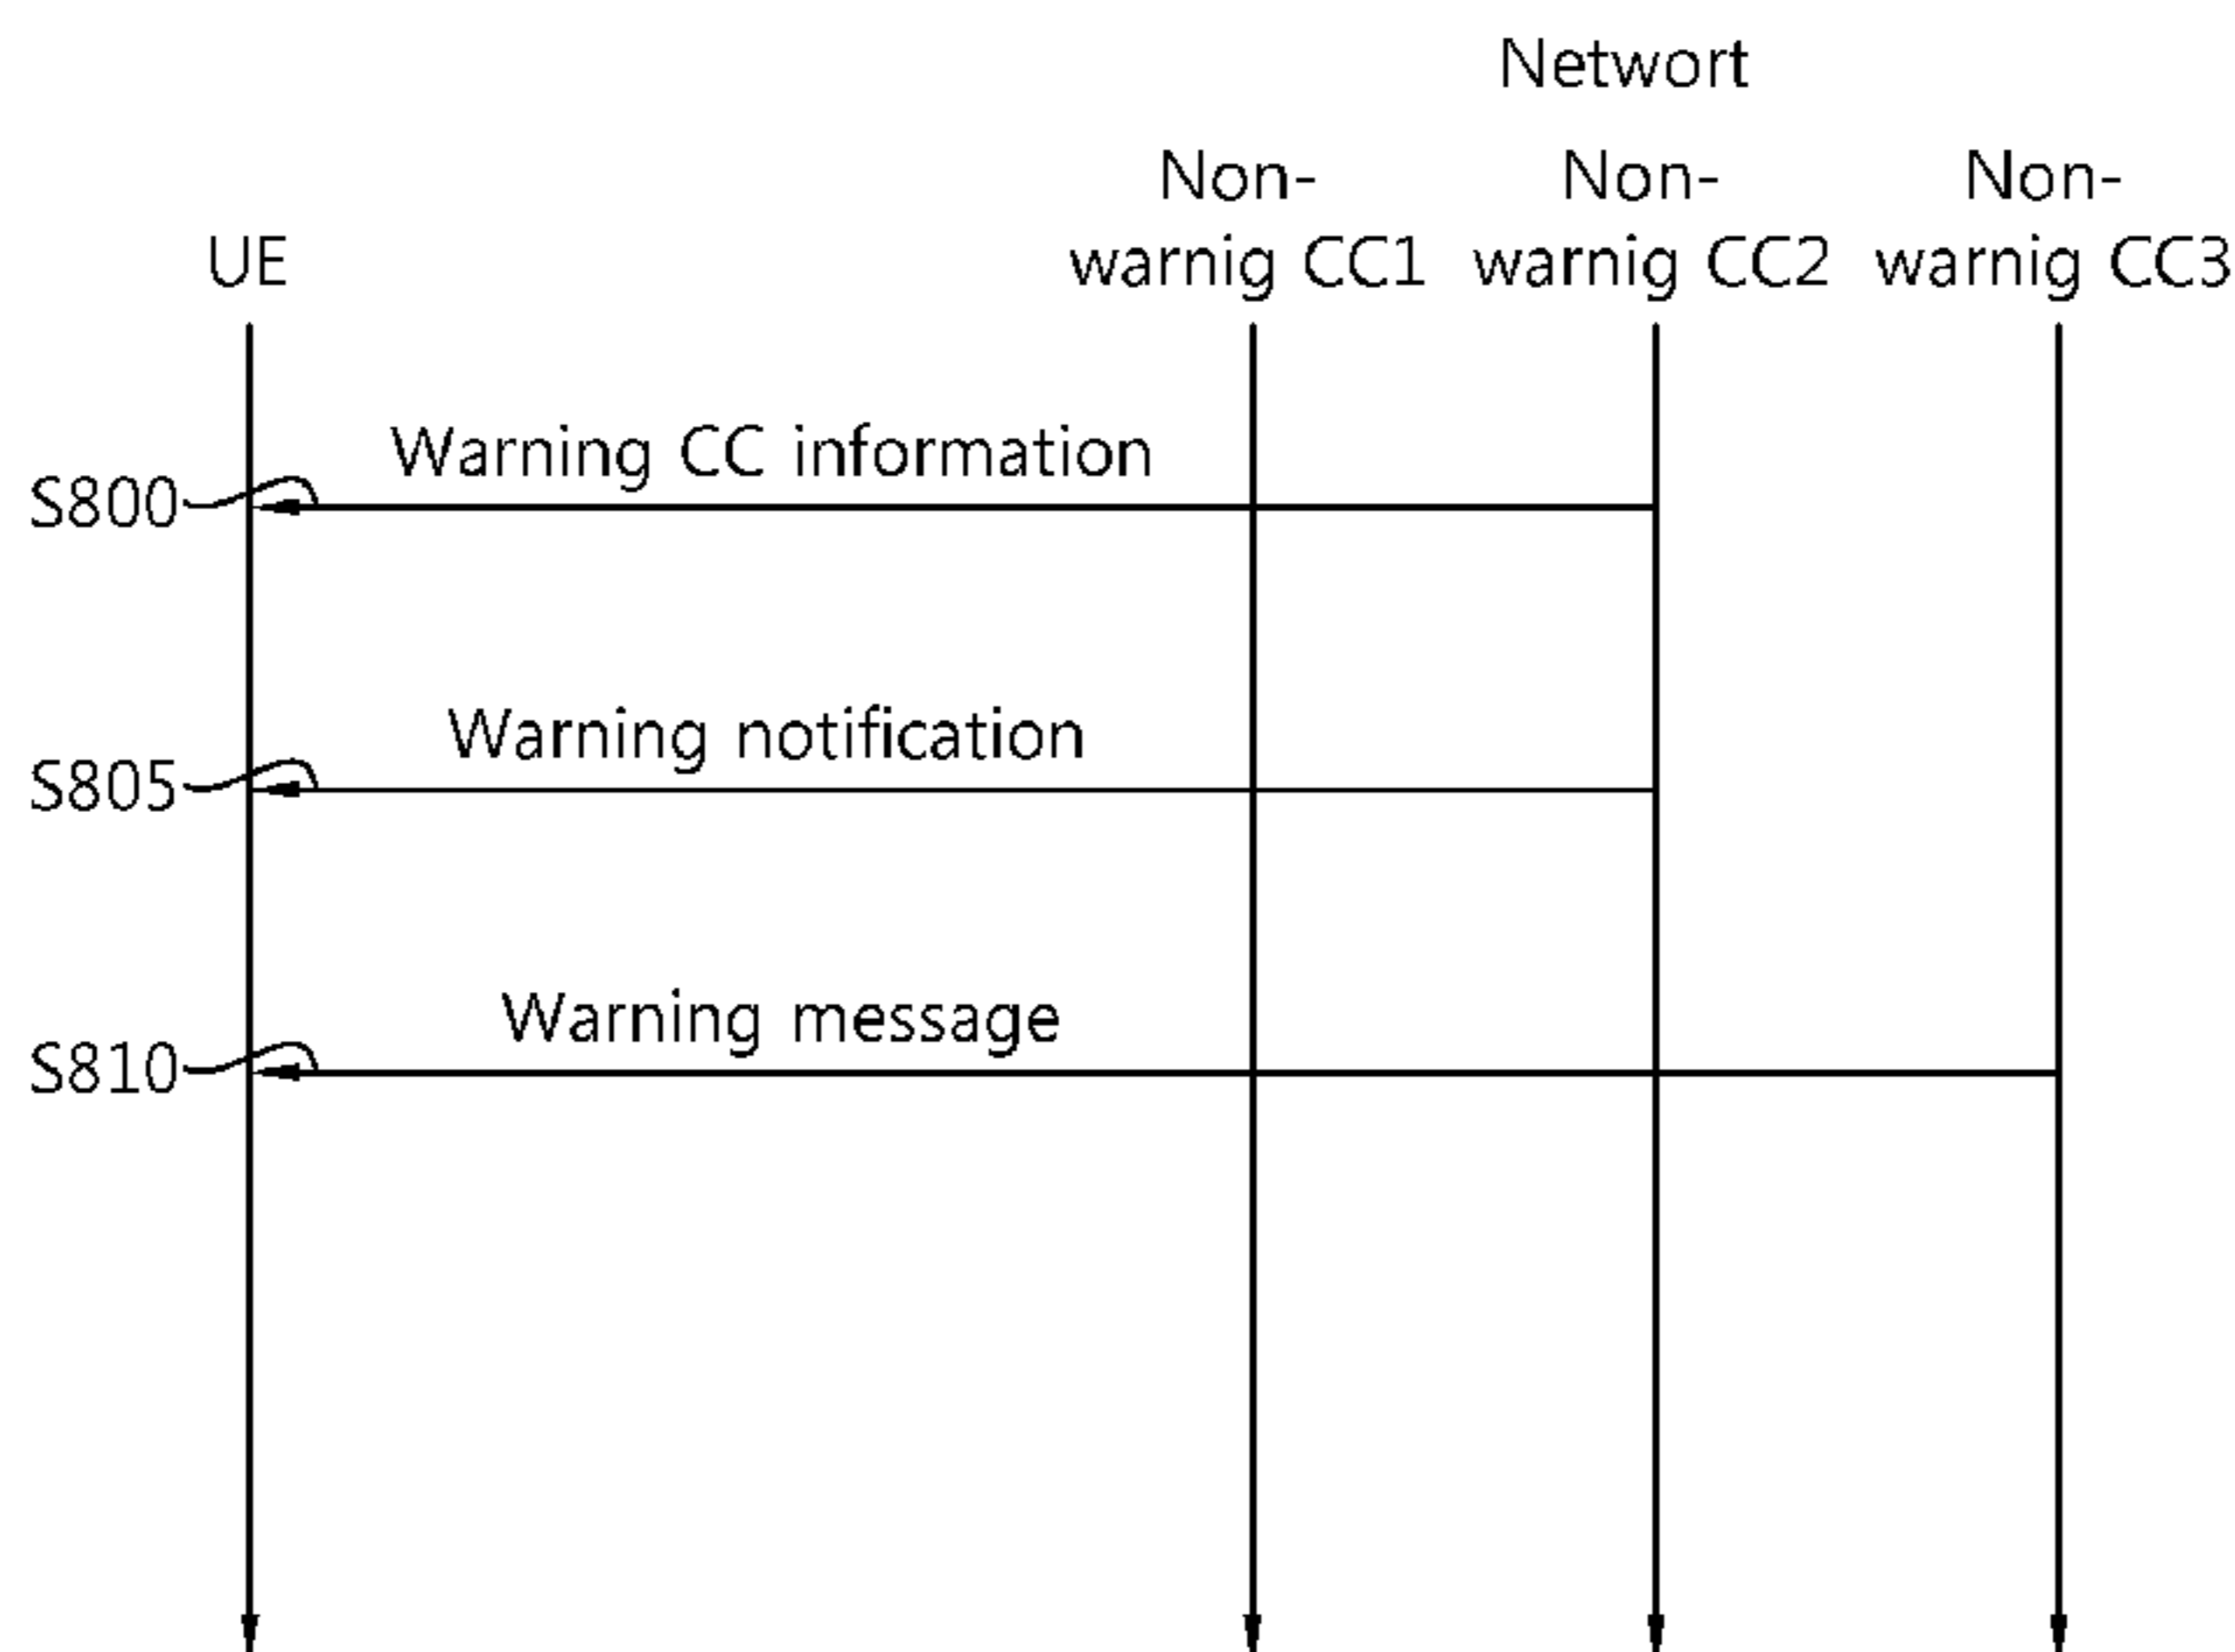 Networt
Non-
warnig CC1
Non-
warnig CC2
Non-
warnig CC3
UE
Warning CC information
S800
Warning notification
S805
Warning message
S810